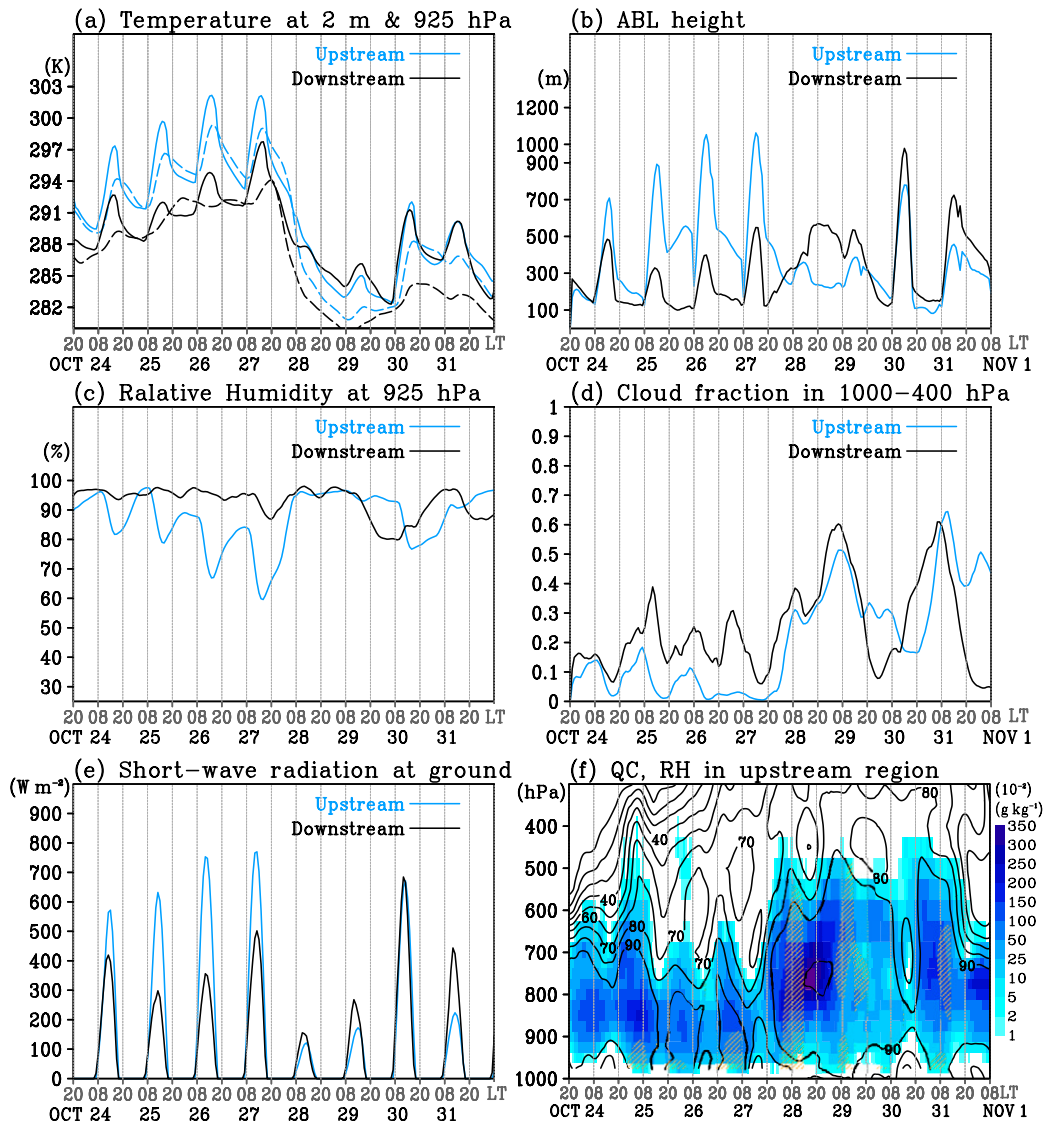 (a) Temperature at 2 m & 925 hPa
(K)
Upstream
Downstream
303
300
297
294
291
288
285
282
20 08 20 08 20 08 20 08 20 08 20 08 20 08 20 08 20 LT
OCT 24 25 26 27 28 29 30 31
(b) ABL height
(m)
Upstream
Downstream
1200
1000
900
700
500
300
100
20 08 20 08 20 08 20 08 20 08 20 08 20 08 20 08 20 08 LT
OCT 24 25 26 27 28 29 30 31 NOV 1
(c) Ralative Humidity at 925 hPa
(%)
Upstream
Downstream
100
90
80
70
60
50
40
30
20 08 20 08 20 08 20 08 20 08 20 08 20 08 20 08 20 LT
OCT 24 25 26 27 28 29 30 31
(d) Cloud fraction in 1000-400 hPa
Upstream
Downstream
1
0.9
0.8
0.7
0.6
0.5
0.4
0.3
0.2
0.1
0
20 08 20 08 20 08 20 08 20 08 20 08 20 08 20 08 20 08 LT
OCT 24 25 26 27 28 29 30 31 NOV 1
(e) Short-wave radiation at ground
(W m⁻²)
Upstream
Downstream
900
800
700
600
500
400
300
200
100
0
20 08 20 08 20 08 20 08 20 08 20 08 20 08 20 08 20 LT
OCT 24 25 26 27 28 29 30 31
(f) QC, RH in upstream region
(hPa)
400
500
600
700
800
900
1000
80
40
70
80
40
60
80
70
90
70
70
70
90
90
20 08 20 08 20 08 20 08 20 08 20 08 20 08 20 08 20 08LT
OCT 24 25 26 27 28 29 30 31 NOV 1
(10⁻³)
(g kg⁻¹)
350
300
250
200
150
100
50
25
10
5
2
1